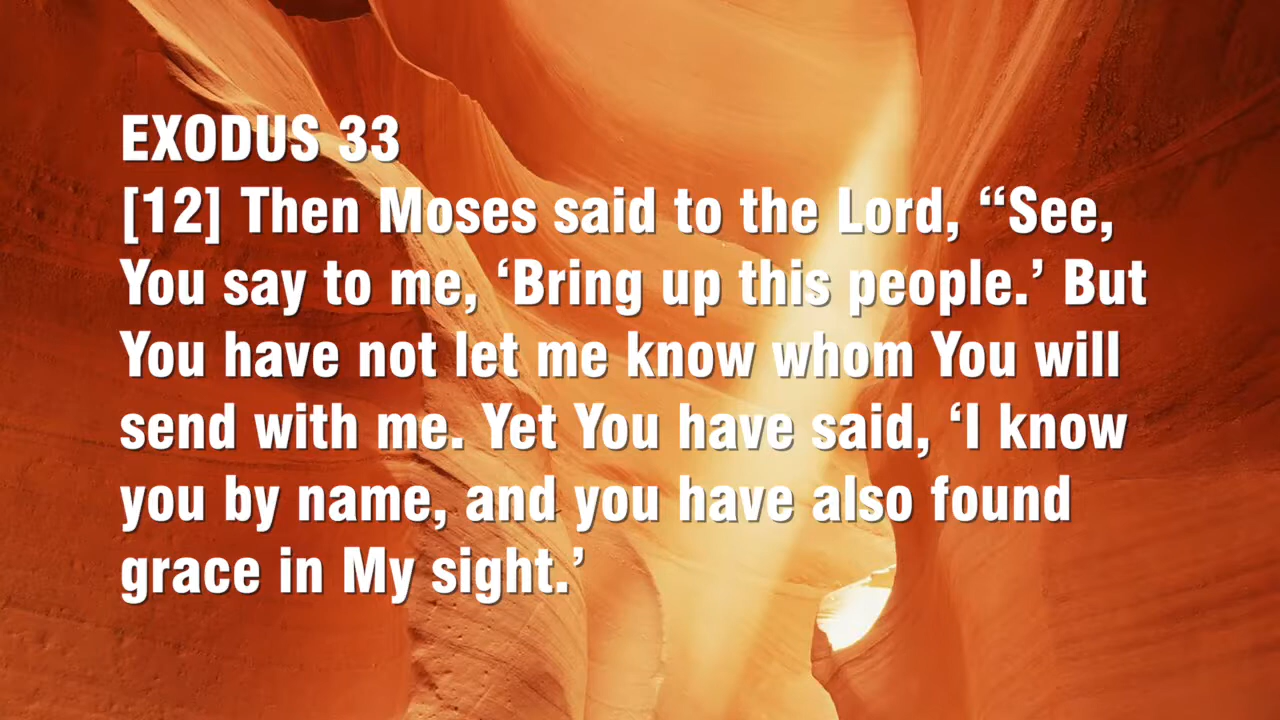 EXODUS 33
[12] Then Moses said to the Lord, “See,
You say to me, ‘Bring up this people.’ But
You have not let me know whom You will
send with me. Yet You have said, ‘I know
you by name, and you have also found
grace in My sight.’